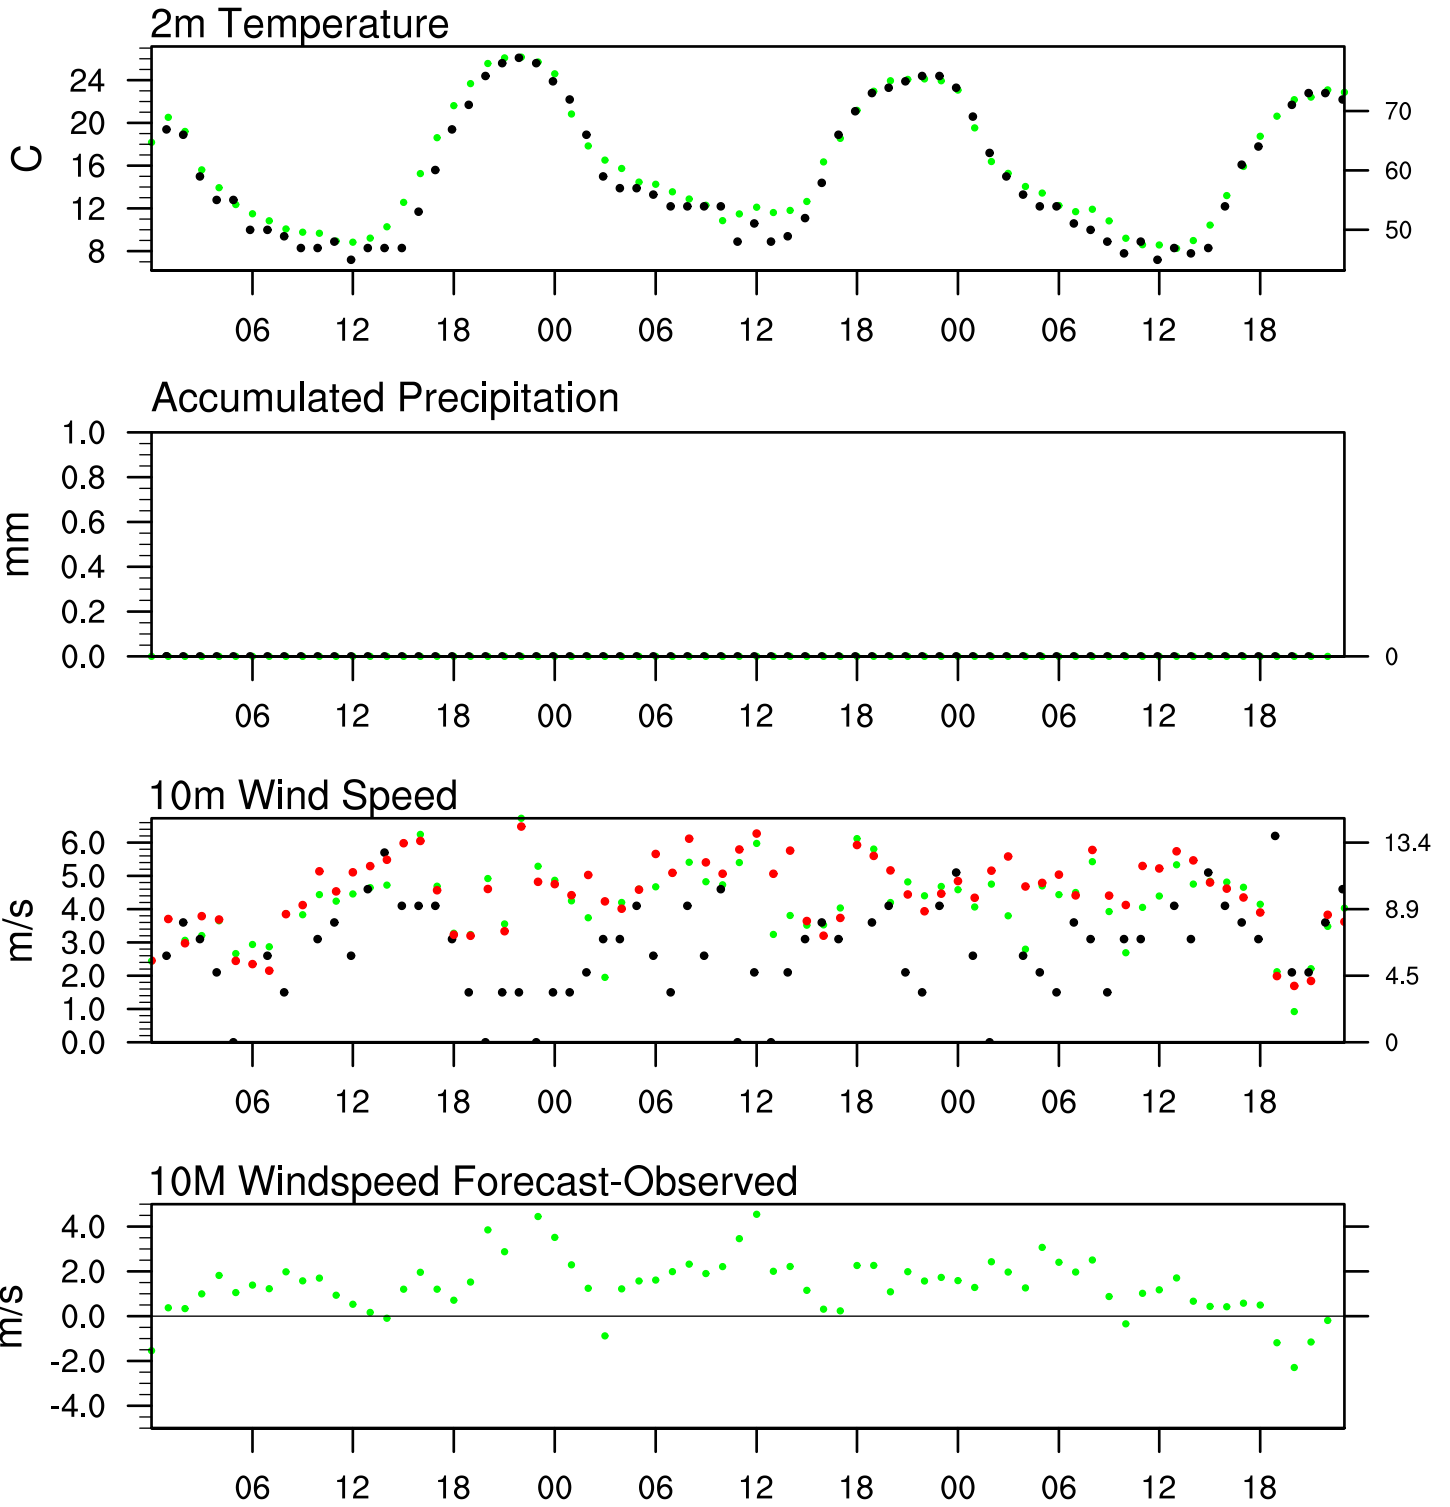 2m Temperature
24
20
16
12
8
C
70
60
50
06 12 18 00 06 12 18 00 06 12 18
Accumulated Precipitation
1.0
0.8
0.6
0.4
0.2
0.0
mm
0
06 12 18 00 06 12 18 00 06 12 18
10m Wind Speed
6.0
5.0
4.0
3.0
2.0
1.0
0.0
m/s
13.4
8.9
4.5
0
06 12 18 00 06 12 18 00 06 12 18
10M Windspeed Forecast-Observed
4.0
2.0
0.0
-2.0
-4.0
m/s
06 12 18 00 06 12 18 00 06 12 18